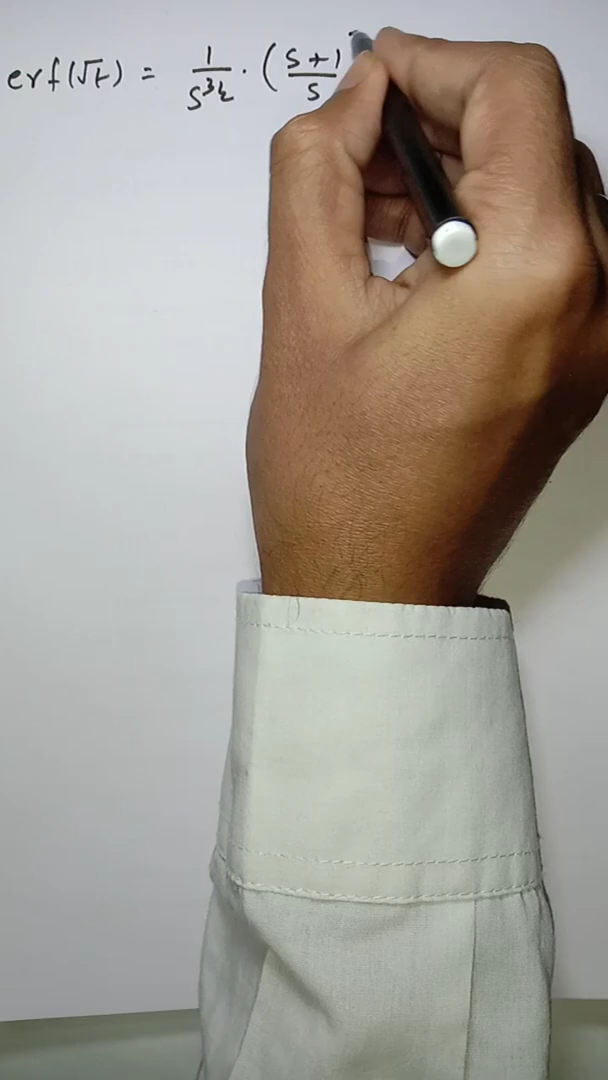 erf(√t) = 1/s^3/2 · (s+1/s